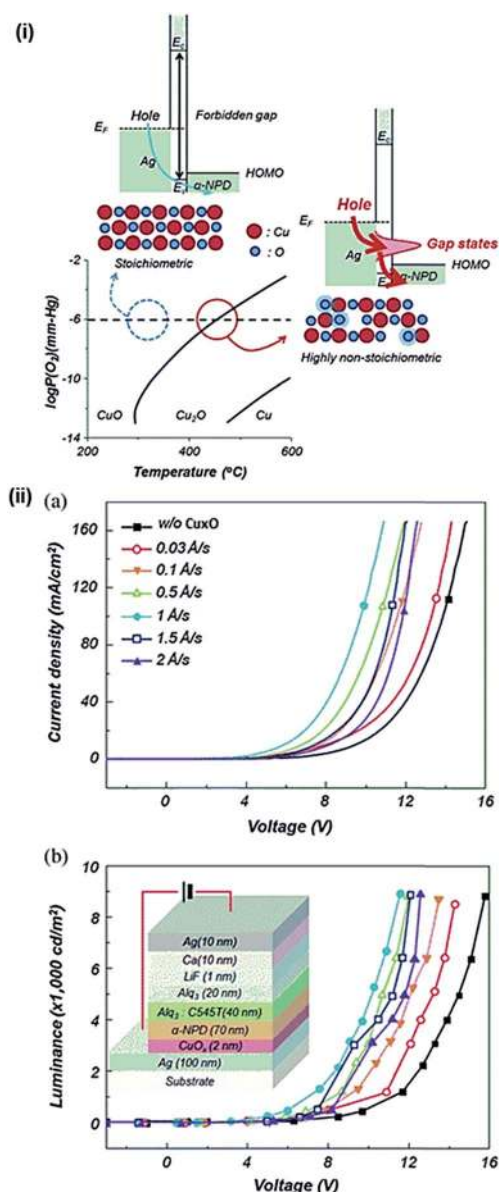 (i)
E_C
Hole
Forbidden gap
E_F
Ag
HOMO
E_V
α-NPD
: Cu
: O
Stoichiometric
E_C
Hole
E_F
Gap states
Ag
HOMO
α-NPD
Highly non-stoichiometric
-2
-6
-10
-14
logP(O₂)(mm-Hg)
CuO
Cu₂O
Cu
200
400
600
Temperature (°C)
(ii)
(a)
160
120
80
40
0
Current density (mA/cm²)
w/o CuxO
0.03 Å/s
0.1 Å/s
0.5 Å/s
1 Å/s
1.5 Å/s
2 Å/s
0
4
8
12
16
Voltage (V)
(b)
10
8
6
4
2
0
Luminance (x1,000 cd/m²)
Ag(10 nm)
Ca(10 nm)
LiF (1 nm)
Alq₃ (20 nm)
Alq₃ : C545T(40 nm)
α-NPD (70 nm)
CuOₓ (2 nm)
Ag (100 nm)
Substrate
0
4
8
12
16
Voltage (V)